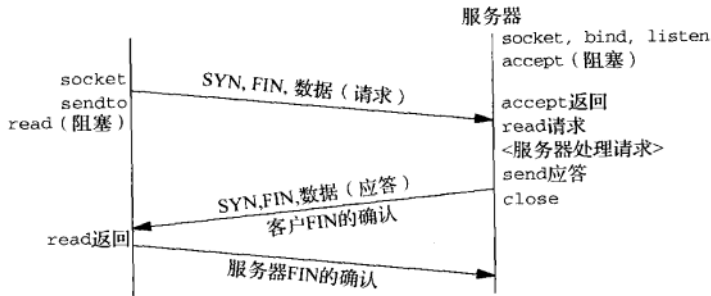 服务器
socket, bind, listen
accept（阻塞）
socket
sendto
read（阻塞）
SYN, FIN, 数据（请求）
accept返回
read请求
<服务器处理请求>
send应答
close
SYN,FIN,数据（应答）
客户FIN的确认
read返回
服务器FIN的确认